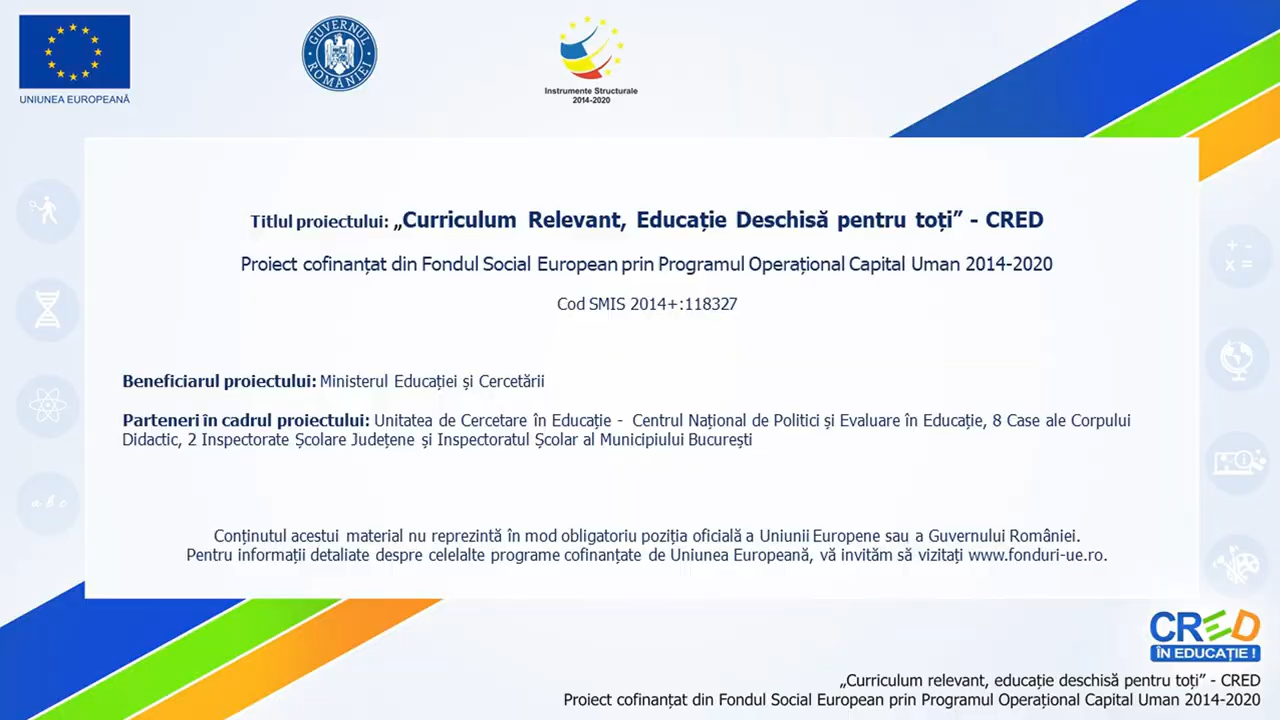 UNIUNEA EUROPEANĂ
GUVERNUL ROMÂNIEI
Instrumente Structurale
2014-2020
Titlul proiectului: „Curriculum Relevant, Educație Deschisă pentru toți” - CRED
Proiect cofinanțat din Fondul Social European prin Programul Operațional Capital Uman 2014-2020
Cod SMIS 2014+:118327
Beneficiarul proiectului: Ministerul Educației și Cercetării
Parteneri în cadrul proiectului: Unitatea de Cercetare în Educație - Centrul Național de Politici și Evaluare în Educație, 8 Case ale Corpului
Didactic, 2 Inspectorate Școlare Județene și Inspectoratul Școlar al Municipiului București
a b c
Conținutul acestui material nu reprezintă în mod obligatoriu poziția oficială a Uniunii Europene sau a Guvernului României.
Pentru informații detaliate despre celelalte programe cofinanțate de Uniunea Europeană, vă invităm să vizitați www.fonduri-ue.ro.
CRED
ÎN EDUCAȚIE !
„Curriculum relevant, educație deschisă pentru toți” - CRED
Proiect cofinanțat din Fondul Social European prin Programul Operațional Capital Uman 2014-2020